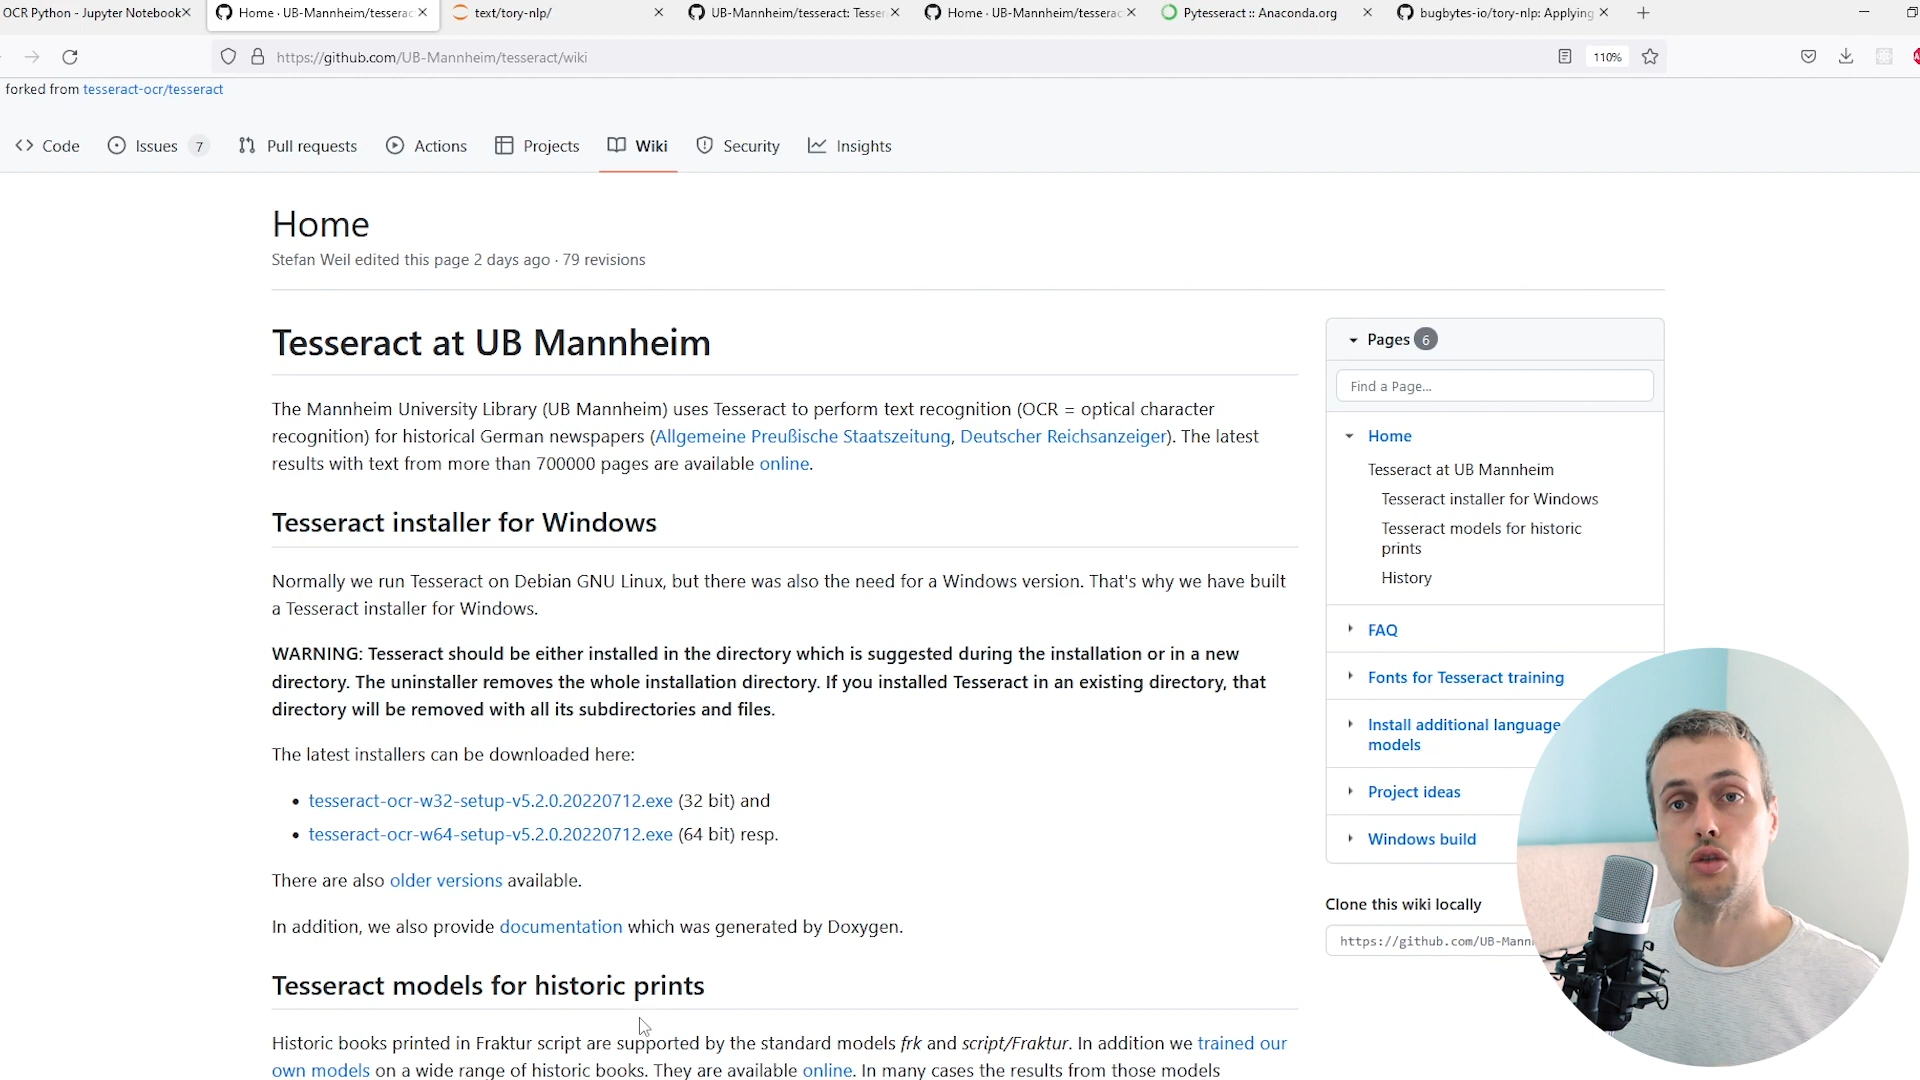 OCR Python - Jupyter Notebook
Home · UB-Mannheim/tesserac
text/tory-nlp/
UB-Mannheim/tesseract: Tesser
Home · UB-Mannheim/tesserac
Pytesseract :: Anaconda.org
bugbytes-io/tory-nlp: Applying
https://github.com/UB-Mannheim/tesseract/wiki
110%
forked from tesseract-ocr/tesseract
Code
Issues 7
Pull requests
Actions
Projects
Wiki
Security
Insights
Home
Stefan Weil edited this page 2 days ago · 79 revisions
Tesseract at UB Mannheim
The Mannheim University Library (UB Mannheim) uses Tesseract to perform text recognition (OCR = optical character
recognition) for historical German newspapers (Allgemeine Preußische Staatszeitung, Deutscher Reichsanzeiger). The latest
results with text from more than 700000 pages are available online.
Tesseract installer for Windows
Normally we run Tesseract on Debian GNU Linux, but there was also the need for a Windows version. That's why we have built
a Tesseract installer for Windows.
WARNING: Tesseract should be either installed in the directory which is suggested during the installation or in a new
directory. The uninstaller removes the whole installation directory. If you installed Tesseract in an existing directory, that
directory will be removed with all its subdirectories and files.
The latest installers can be downloaded here:
• tesseract-ocr-w32-setup-v5.2.0.20220712.exe (32 bit) and
• tesseract-ocr-w64-setup-v5.2.0.20220712.exe (64 bit) resp.
There are also older versions available.
In addition, we also provide documentation which was generated by Doxygen.
Tesseract models for historic prints
Historic books printed in Fraktur script are supported by the standard models frk and script/Fraktur. In addition we trained our
own models on a wide range of historic books. They are available online. In many cases the results from those models
Pages 6
Find a Page...
Home
Tesseract at UB Mannheim
Tesseract installer for Windows
Tesseract models for historic
prints
History
FAQ
Fonts for Tesseract training
Install additional language
models
Project ideas
Windows build
Clone this wiki locally
https://github.com/UB-Mann